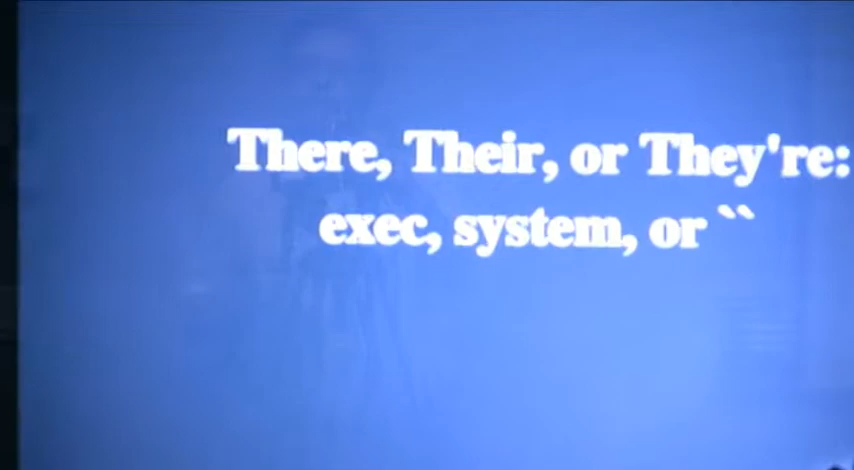 There, Their, or They're:
exec, system, or ``